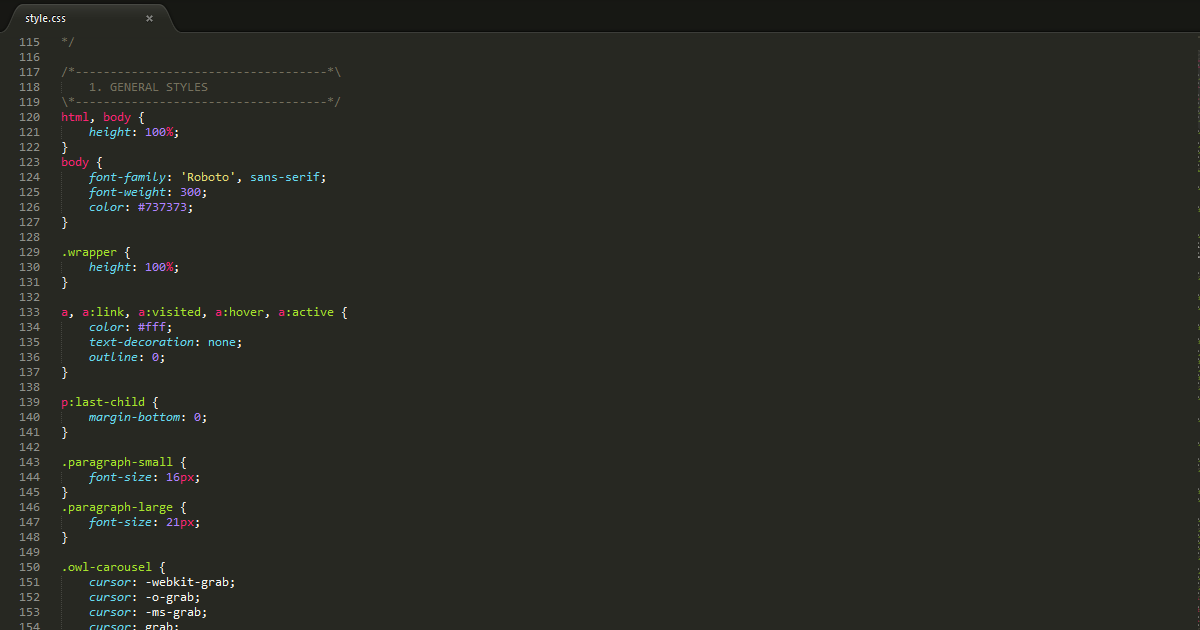 style.css ×
115 */
116
117 /*------------------------------------*\
118     1. GENERAL STYLES
119 \*------------------------------------*/
120 html, body {
121     height: 100%;
122 }
123 body {
124     font-family: 'Roboto', sans-serif;
125     font-weight: 300;
126     color: #737373;
127 }
128
129 .wrapper {
130     height: 100%;
131 }
132
133 a, a:link, a:visited, a:hover, a:active {
134     color: #fff;
135     text-decoration: none;
136     outline: 0;
137 }
138
139 p:last-child {
140     margin-bottom: 0;
141 }
142
143 .paragraph-small {
144     font-size: 16px;
145 }
146 .paragraph-large {
147     font-size: 21px;
148 }
149
150 .owl-carousel {
151     cursor: -webkit-grab;
152     cursor: -o-grab;
153     cursor: -ms-grab;
154     cursor: grab;